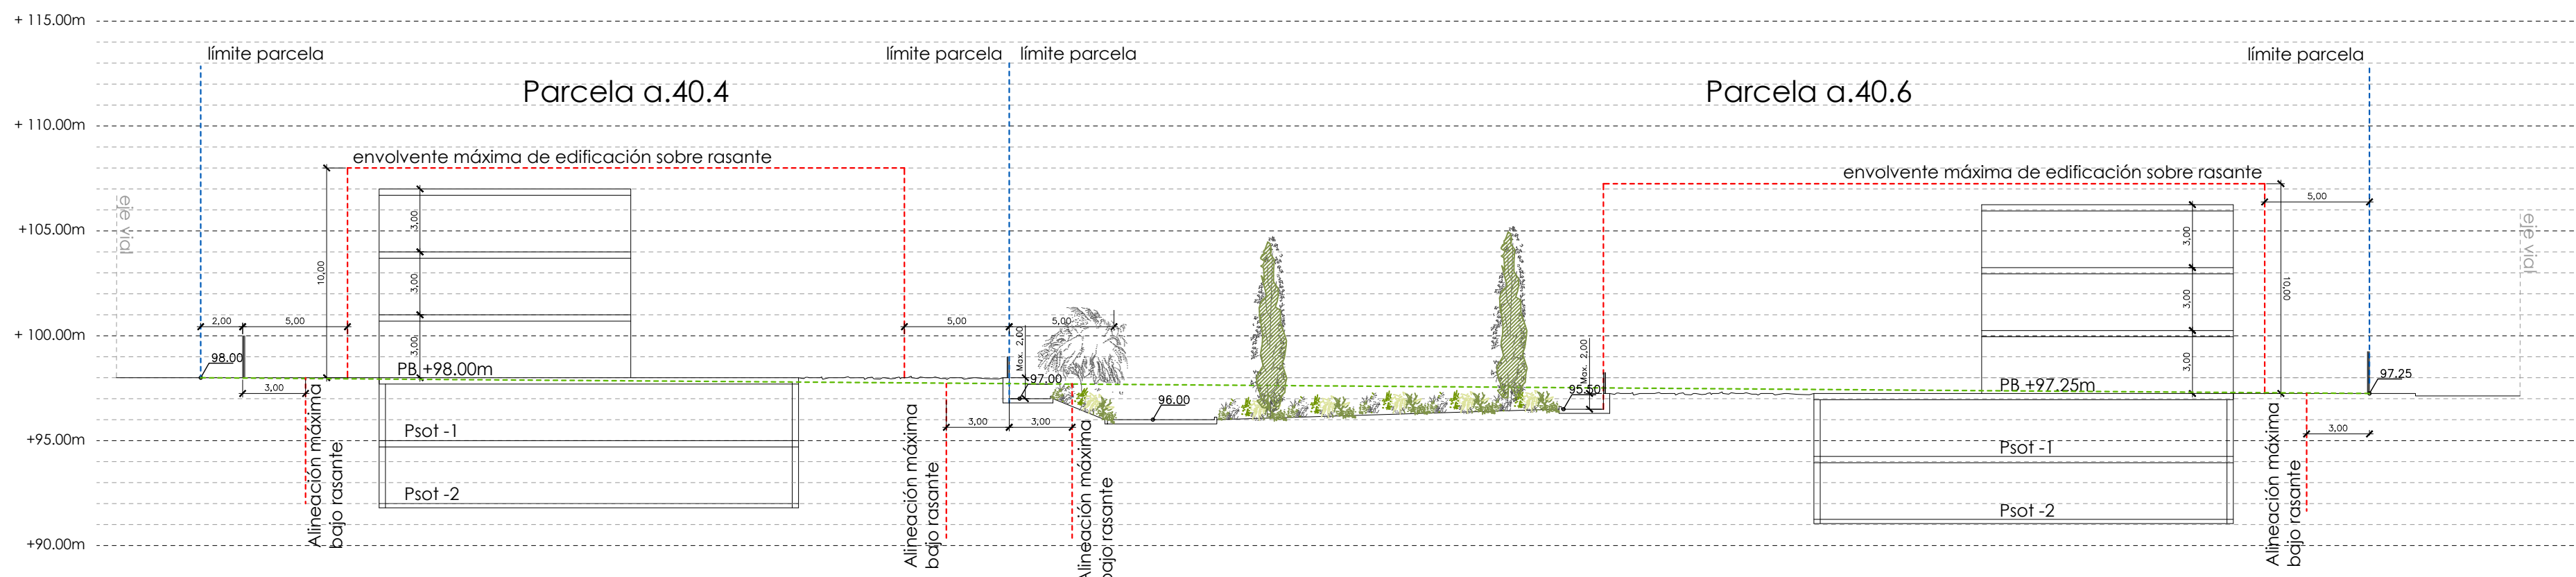 + 115.00m
límite parcela
límite parcela
límite parcela
límite parcela
Parcela a.40.4
Parcela a.40.6
+ 110.00m
envolvente máxima de edificación sobre rasante
envolvente máxima de edificación sobre rasante
eje vial
5,00
eje vial
+105.00m
3,00
3,00
10,00
3,00
3,00
3,00
10,00
2,00
5,00
5,00
5,00
+ 100.00m
Max. 2,00
Max. 2,00
3,00
3,00
98.00
PB +98.00m
97.00
95.50
PB +97.25m
97.25
3,00
96.00
+95.00m
Psot -1
3,00
3,00
Psot -1
3,00
Alineación máxima
bajo rasante
Alineación máxima
bajo rasante
Alineación máxima
bajo rasante
Alineación máxima
bajo rasante
Psot -2
Psot -2
+90.00m